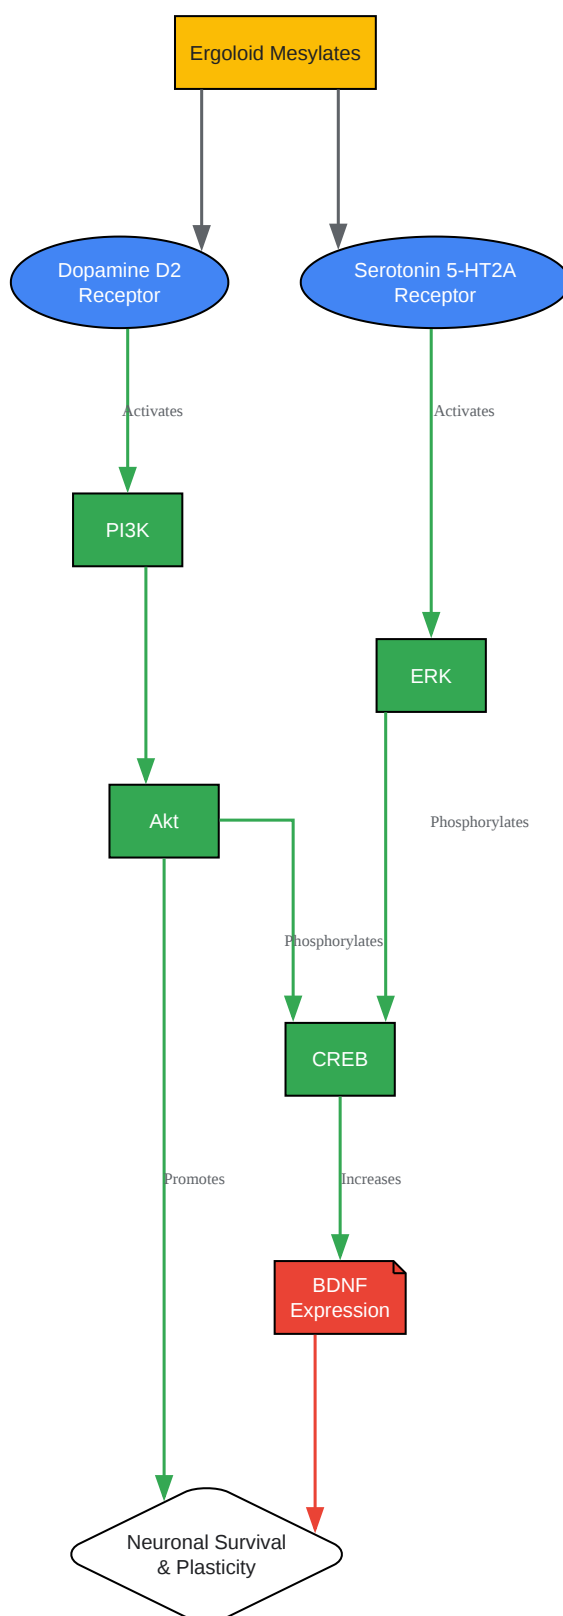 Ergoloid Mesylates
Dopamine D2
Receptor
Serotonin 5-HT2A
Receptor
Activates
Activates
PI3K
ERK
Akt
Phosphorylates
Phosphorylates
CREB
Promotes
Increases
BDNF
Expression
Neuronal Survival
& Plasticity